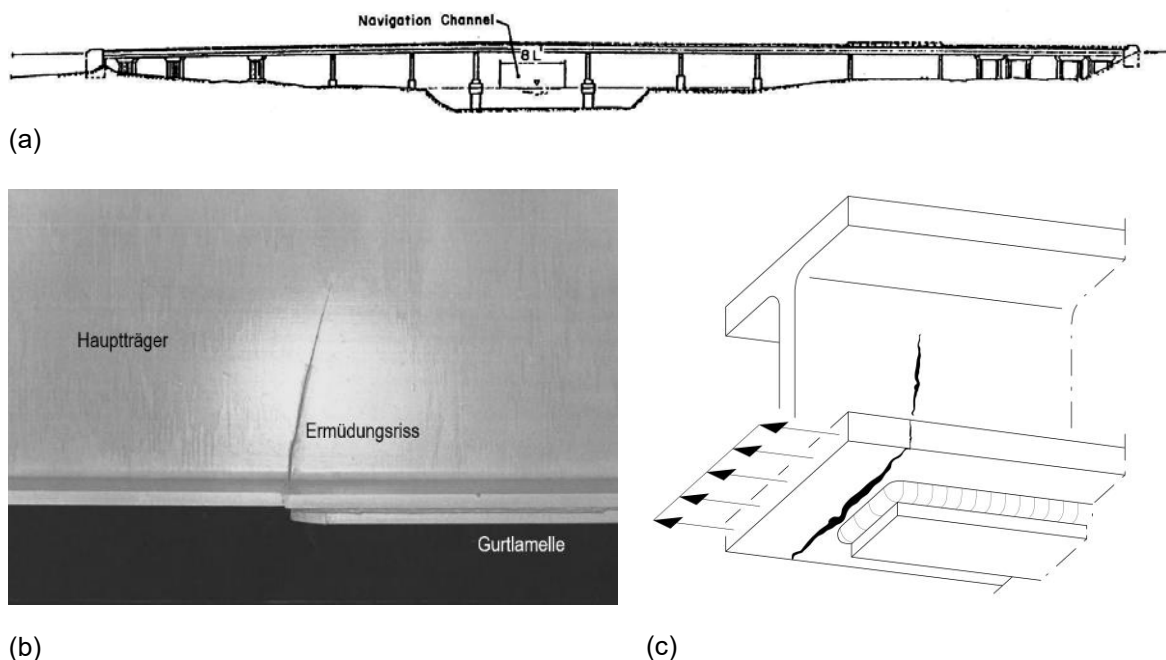 Navigation Channel
8L
(a)
Hauptträger
Ermüdungsriss
Gurtlamelle
(b)
(c)